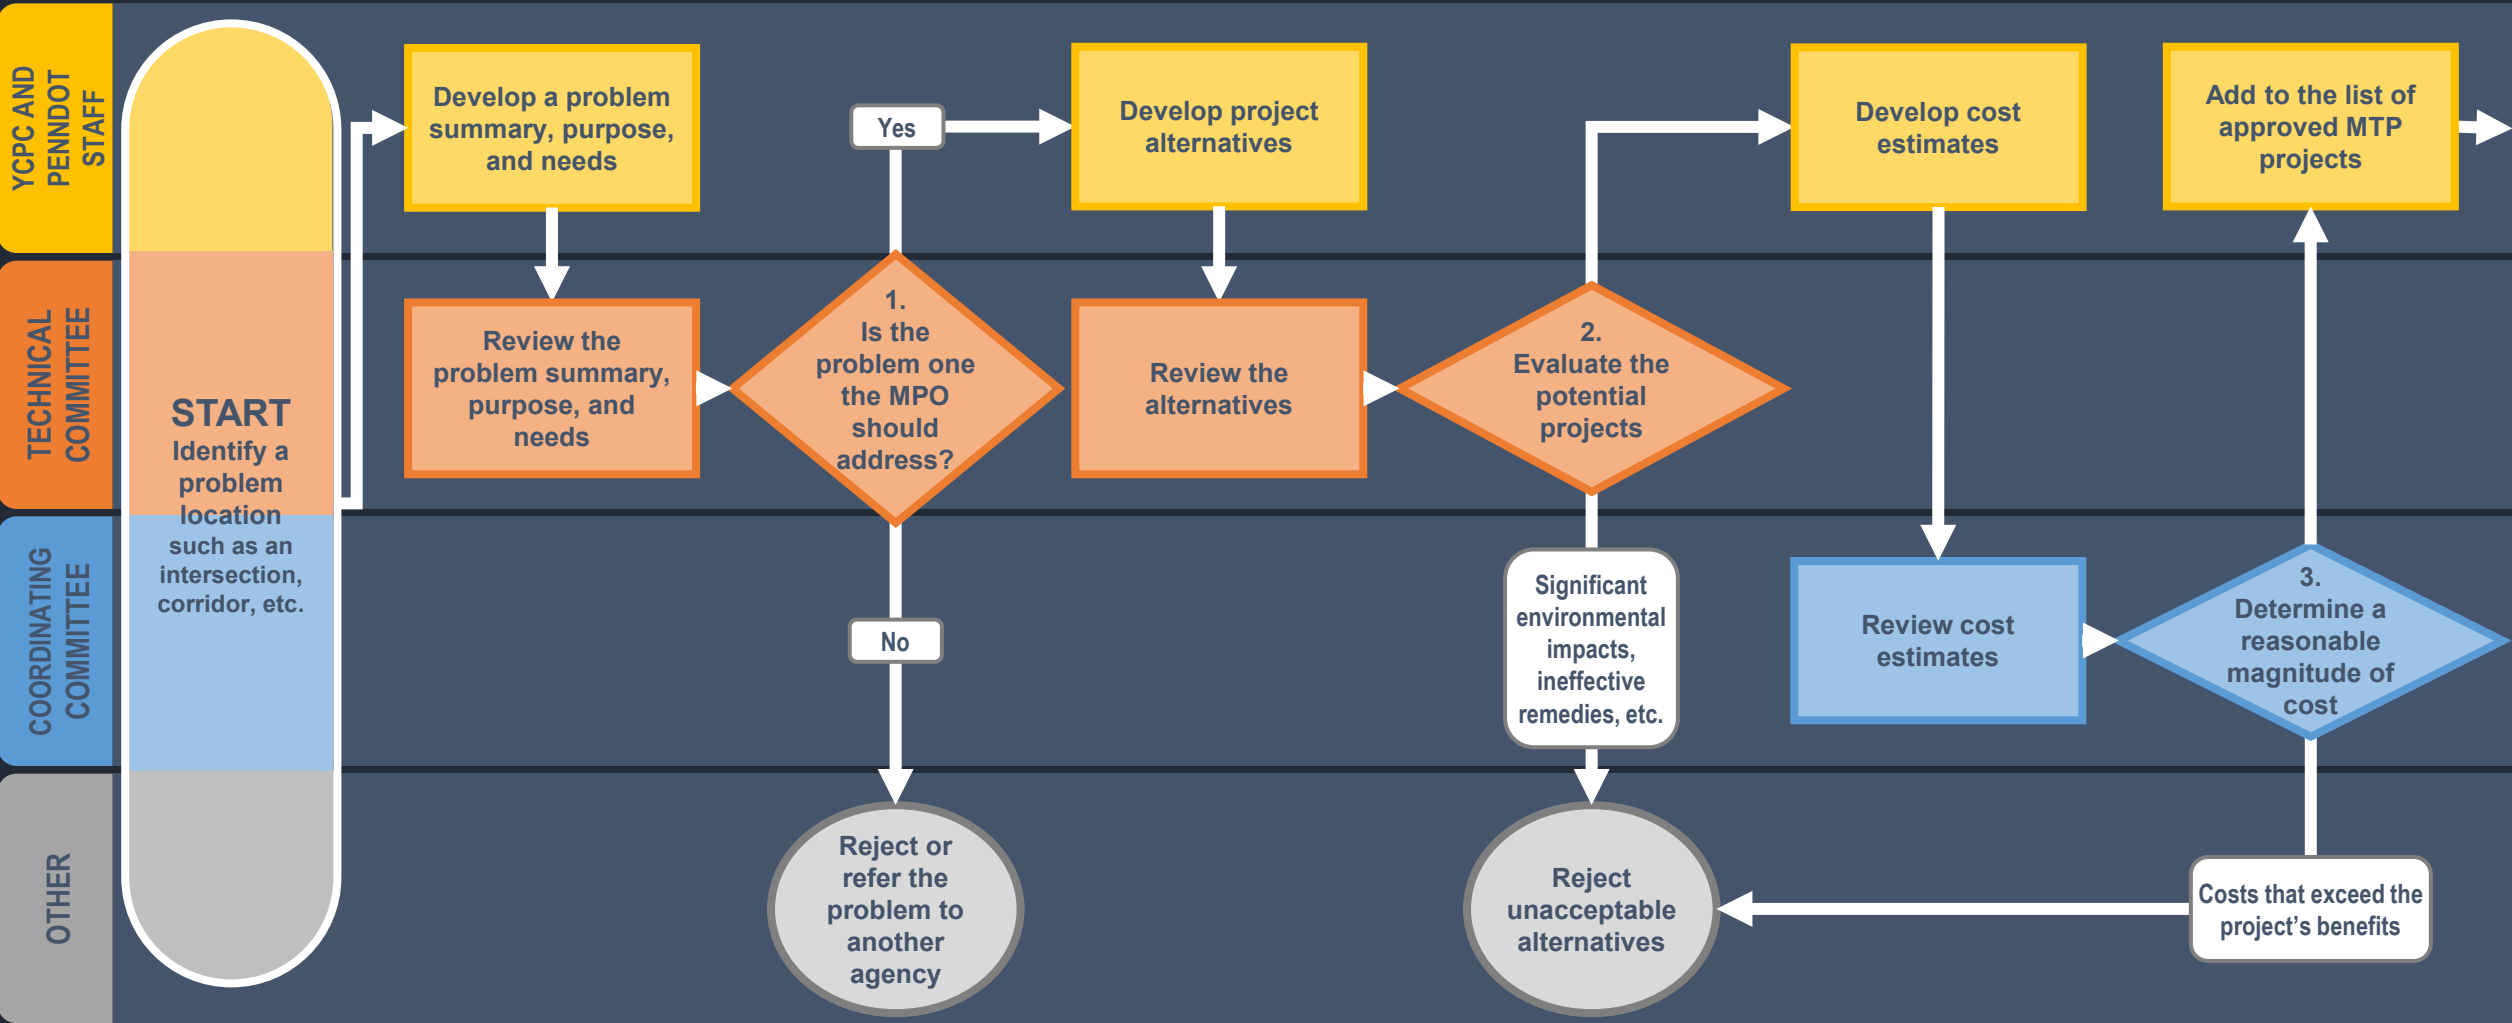 YCPC AND
PENNDOT
STAFF
TECHNICAL
COMMITTEE
COORDINATING
COMMITTEE
OTHER
START
Identify a
problem
location
such as an
intersection,
corridor, etc.
Develop a problem
summary, purpose,
and needs
Review the
problem summary,
purpose, and
needs
1.
Is the
problem one
the MPO
should
address?
Yes
No
Reject or
refer the
problem to
another
agency
Develop project
alternatives
Review the
alternatives
2.
Evaluate the
potential
projects
Significant
environmental
impacts,
ineffective
remedies, etc.
Reject
unacceptable
alternatives
Develop cost
estimates
Review cost
estimates
3.
Determine a
reasonable
magnitude of
cost
Costs that exceed the
project's benefits
Add to the list of
approved MTP
projects